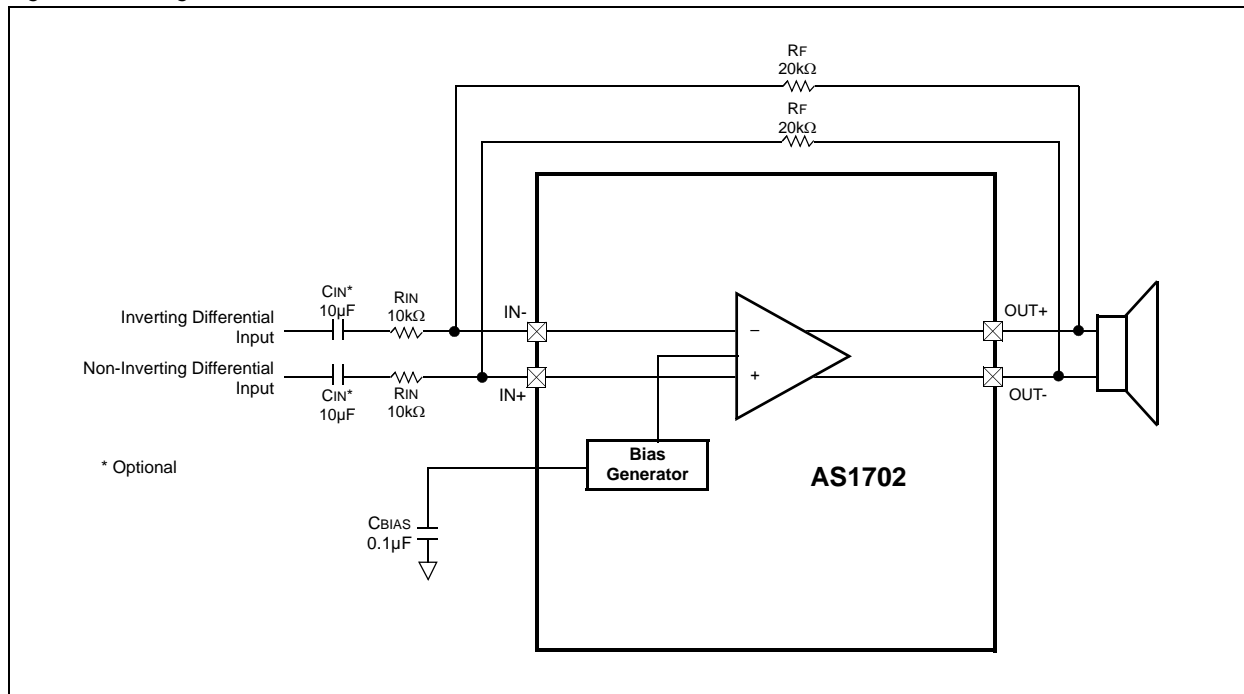 RF
20kΩ
RF
20kΩ
CIN*
10µF
RIN
10kΩ
IN-
OUT+
Inverting Differential
Input
−
Non-Inverting Differential
Input
+
CIN*
10µF
RIN
10kΩ
IN+
OUT-
* Optional
Bias
Generator
AS1702
CBIAS
0.1µF